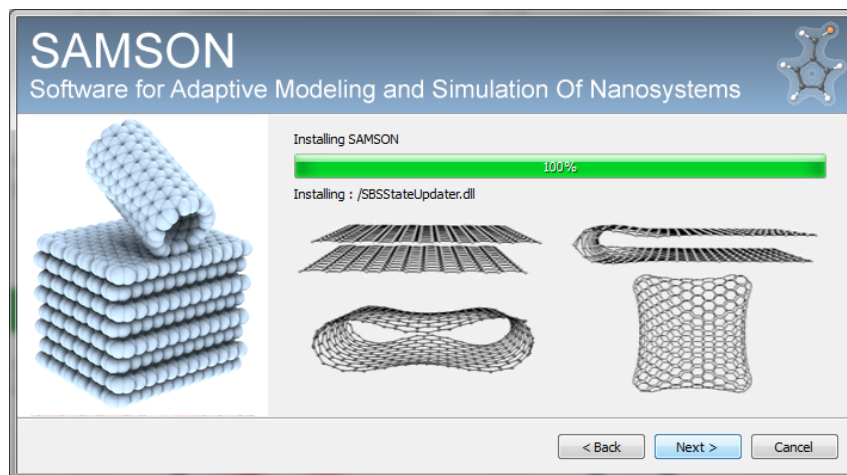 SAMSON
Software for Adaptive Modeling and Simulation Of Nanosystems
Installing SAMSON
100%
Installing : /SBSStateUpdater.dll
< Back
Next >
Cancel